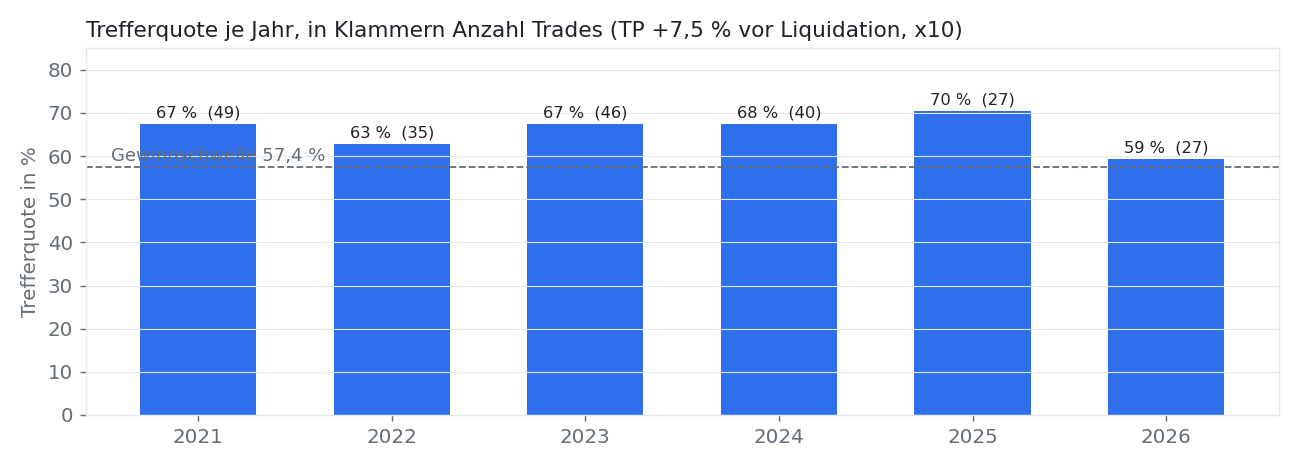 Trefferquote je Jahr, in Klammern Anzahl Trades (TP +7,5 % vor Liquidation, x10)
Trefferquote in %
80
70
60
50
40
30
20
10
0
67 % (49)
63 % (35)
67 % (46)
68 % (40)
70 % (27)
59 % (27)
Gewinnschwelle 57,4 %
2021
2022
2023
2024
2025
2026